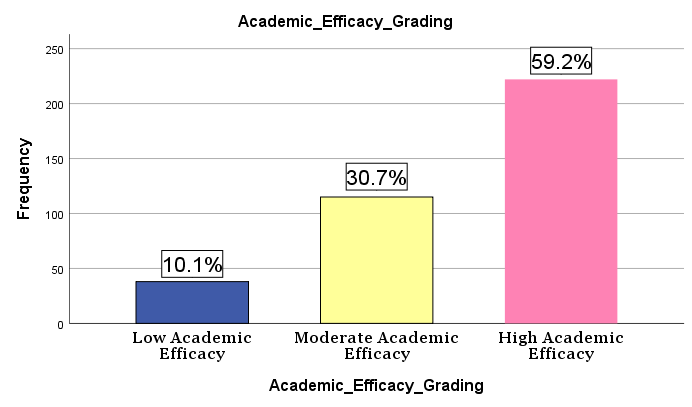 Academic_Efficacy_Grading
250
200
150
100
50
0
Frequency
10.1%
30.7%
59.2%
Low Academic
Efficacy
Moderate Academic
Efficacy
High Academic
Efficacy
Academic_Efficacy_Grading